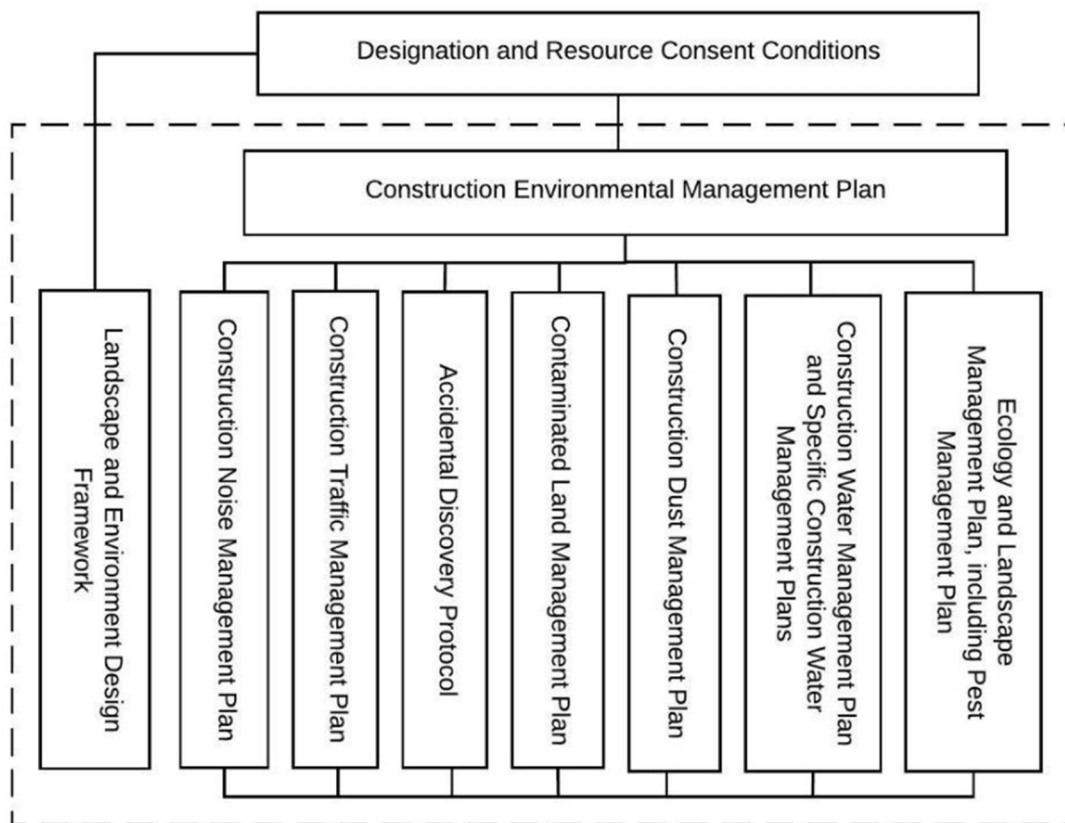 Designation and Resource Consent Conditions
Construction Environmental Management Plan
Landscape and Environment Design
Framework
Construction Noise Management Plan
Construction Traffic Management Plan
Accidental Discovery Protocol
Contaminated Land Management Plan
Construction Dust Management Plan
Construction Water Management Plan
and Specific Construction Water
Management Plans
Ecology and Landscape
Management Plan, including Pest
Management Plan